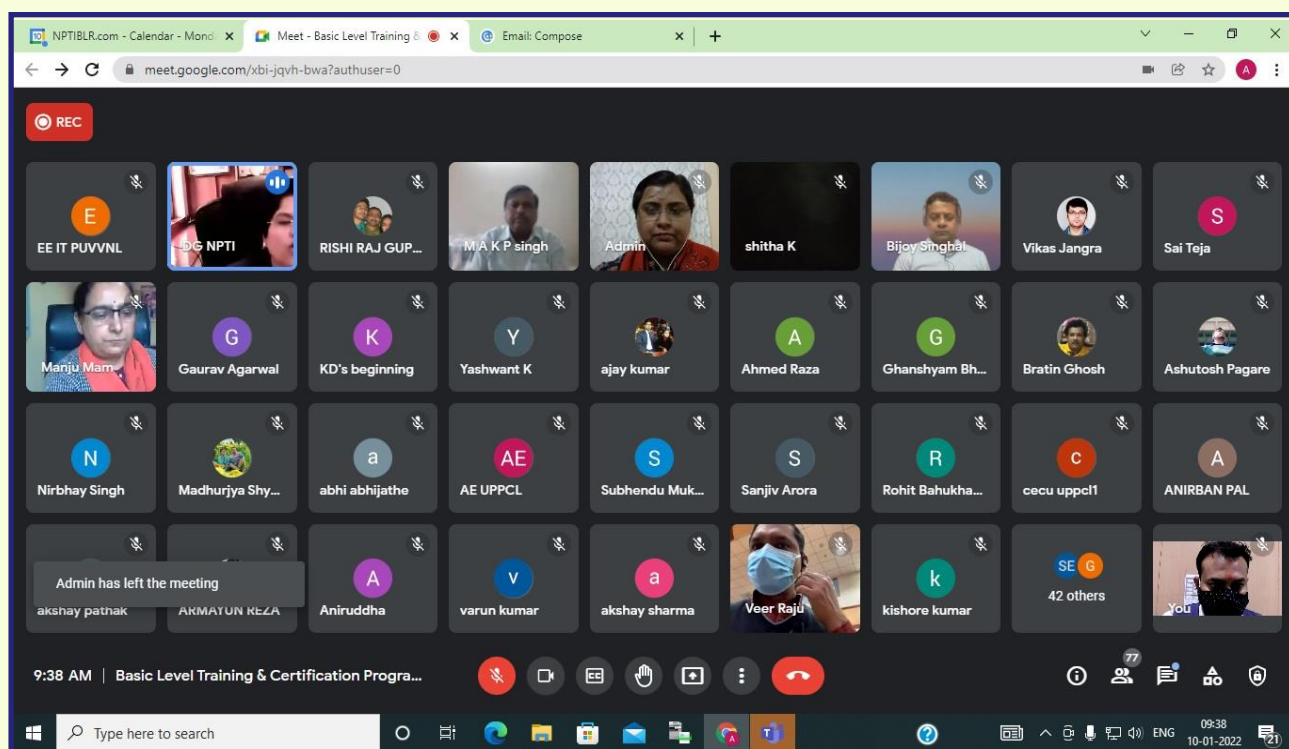 NPTIBLR.com - Calendar - Mond
Meet - Basic Level Training &
Email: Compose
meet.google.com/xbi-jqvh-bwa?authuser=0
A
REC
E
EE IT PUVVNL
DG NPTI
RISHI RAJ GUP...
M A K P singh
Admin
shitha K
Bijoy Singhal
Vikas Jangra
S
Sai Teja
Manju Mam
G
Gaurav Agarwal
K
KD's beginning
Y
Yashwant K
ajay kumar
A
Ahmed Raza
G
Ghanshyam Bh...
Bratin Ghosh
Ashutosh Pagare
N
Nirbhay Singh
Madhurjya Shy...
a
abhi abhijathe
AE
AE UPPCL
S
Subhendu Muk...
S
Sanjiv Arora
R
Rohit Bahukha...
c
cecu uppcl1
A
ANIRBAN PAL
Admin has left the meeting
akshay pathak
ARMAYUN REZA
A
Aniruddha
v
varun kumar
a
akshay sharma
Veer Raju
k
kishore kumar
SE G
42 others
You
9:38 AM | Basic Level Training & Certification Progra...
CC
77
Type here to search
ENG
09:38
10-01-2022
21